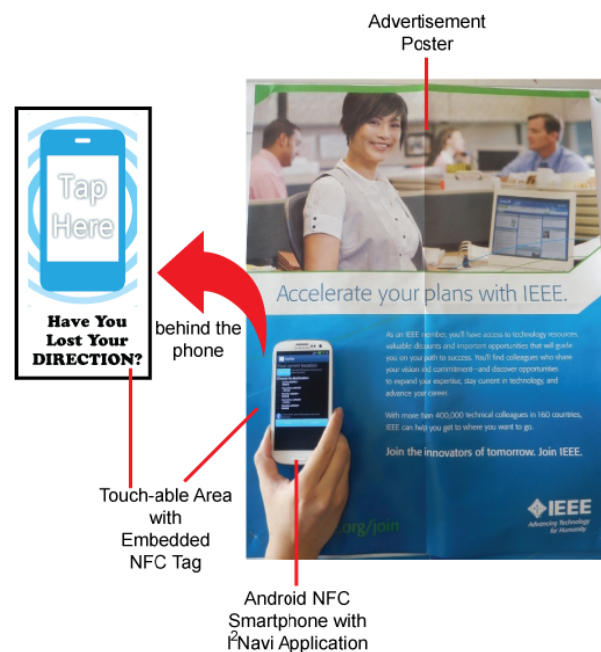 Advertisement
Poster
Tap
Here
Have You
Lost Your
DIRECTION?
behind the
phone
Accelerate your plans with IEEE.
As an IEEE member, you'll have access to technology resources,
valuable discounts and important opportunities that will guide
you on your path to success. You'll find colleagues who share
your vision and commitment—and discover opportunities
to expand your expertise, stay current in technology, and
advance your career.
With more than 400,000 technical colleagues in 160 countries,
IEEE can help you get to where you want to go.
Join the innovators of tomorrow. Join IEEE.
.org/join
IEEE
Advancing Technology
for Humanity
Touch-able Area
with
Embedded
NFC Tag
Android NFC
Smartphone with
I²Navi Application